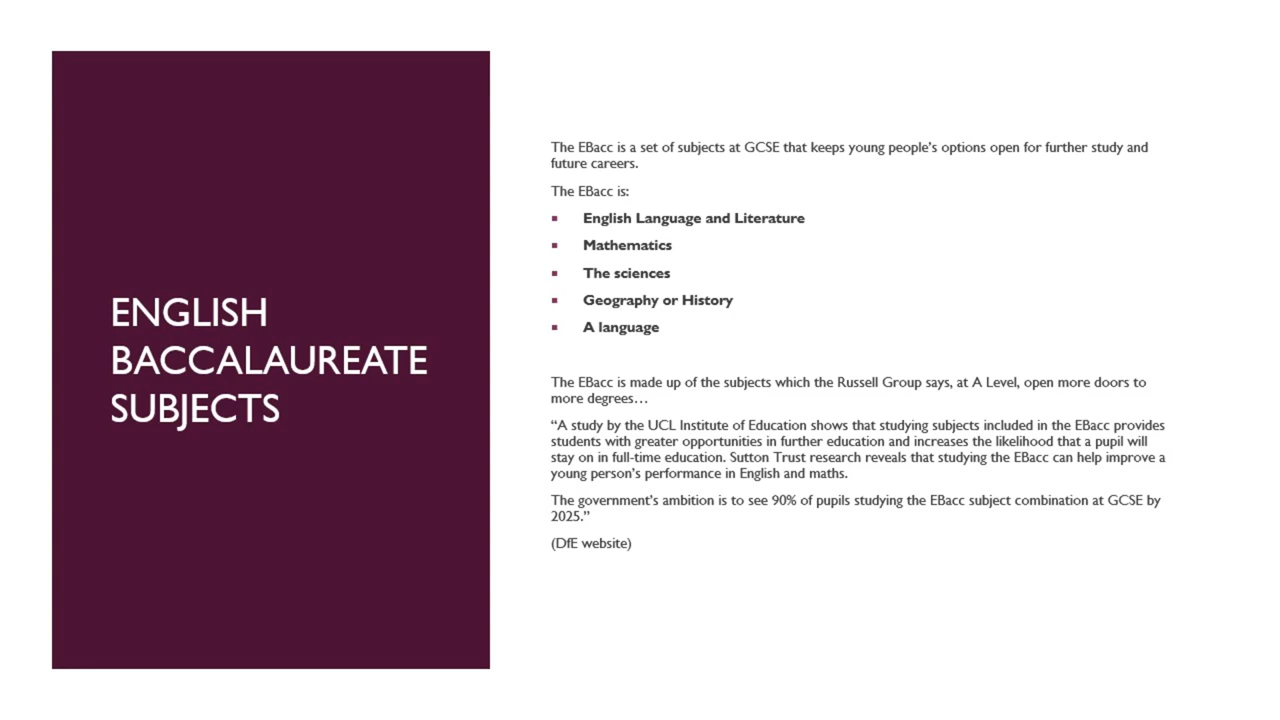 ENGLISH
BACCALAUREATE
SUBJECTS
The EBacc is a set of subjects at GCSE that keeps young people’s options open for further study and
future careers.
The EBacc is:
▪ English Language and Literature
▪ Mathematics
▪ The sciences
▪ Geography or History
▪ A language
The EBacc is made up of the subjects which the Russell Group says, at A Level, open more doors to
more degrees…
“A study by the UCL Institute of Education shows that studying subjects included in the EBacc provides
students with greater opportunities in further education and increases the likelihood that a pupil will
stay on in full-time education. Sutton Trust research reveals that studying the EBacc can help improve a
young person’s performance in English and maths.
The government’s ambition is to see 90% of pupils studying the EBacc subject combination at GCSE by
2025.”
(DfE website)